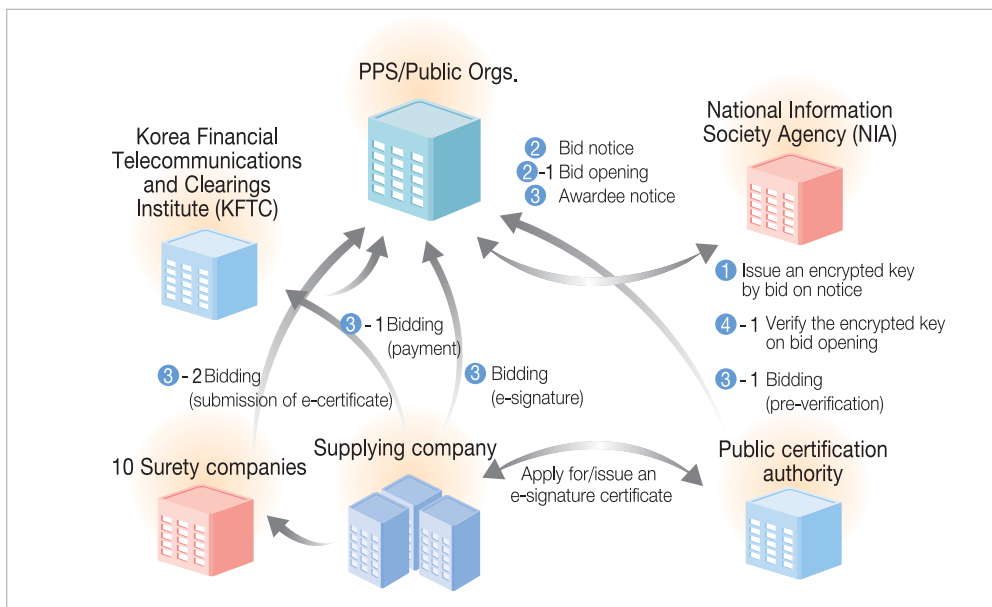 PPS/Public Orgs.
National Information
Society Agency (NIA)
Korea Financial
Telecommunications
and Clearings
Institute (KFTC)
2 Bid notice
2-1 Bid opening
3 Awardee notice
1 Issue an encrypted key
by bid on notice
4 - 1 Verify the encrypted key
on bid opening
3 - 1 Bidding
(payment)
3 - 2 Bidding
(submission of e-certificate)
3 Bidding
(e-signature)
3 - 1 Bidding
(pre-verification)
10 Surety companies
Supplying company
Apply for/issue an
e-signature certificate
Public certification
authority